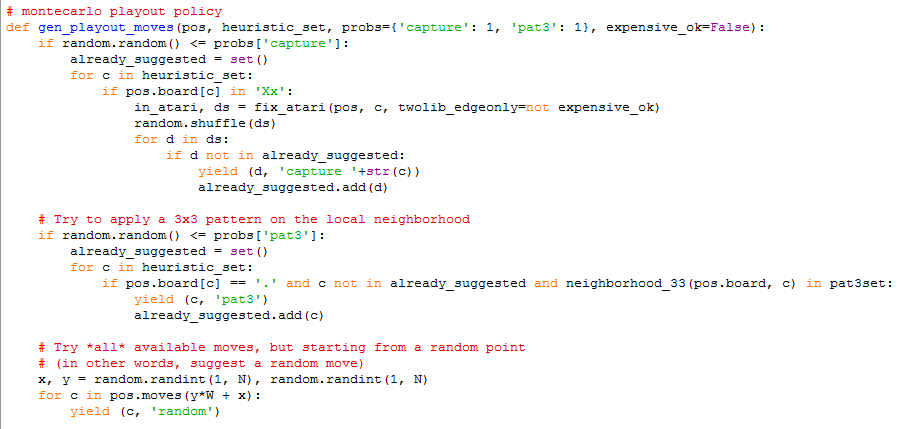 # montecarlo playout policy
def gen_playout_moves(pos, heuristic_set, probs={'capture': 1, 'pat3': 1}, expensive_ok=False):
    if random.random() <= probs['capture']:
        already_suggested = set()
        for c in heuristic_set:
            if pos.board[c] in 'Xx':
                in_atari, ds = fix_atari(pos, c, twolib_edgeonly=not expensive_ok)
                random.shuffle(ds)
                for d in ds:
                    if d not in already_suggested:
                        yield (d, 'capture '+str(c))
                        already_suggested.add(d)

    # Try to apply a 3x3 pattern on the local neighborhood
    if random.random() <= probs['pat3']:
        already_suggested = set()
        for c in heuristic_set:
            if pos.board[c] == '.' and c not in already_suggested and neighborhood_33(pos.board, c) in pat3set:
                yield (c, 'pat3')
                already_suggested.add(c)

    # Try *all* available moves, but starting from a random point
    # (in other words, suggest a random move)
    x, y = random.randint(1, N), random.randint(1, N)
    for c in pos.moves(y*W + x):
        yield (c, 'random')